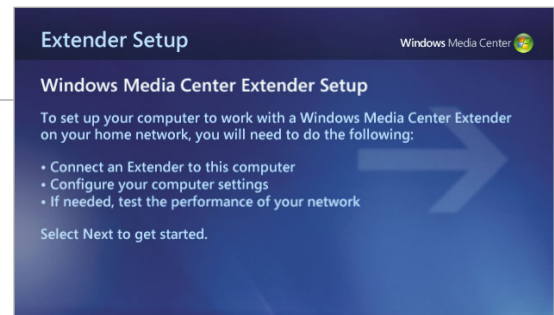 Extender Setup
Windows Media Center
Windows Media Center Extender Setup
To set up your computer to work with a Windows Media Center Extender
on your home network, you will need to do the following:
• Connect an Extender to this computer
• Configure your computer settings
• If needed, test the performance of your network
Select Next to get started.